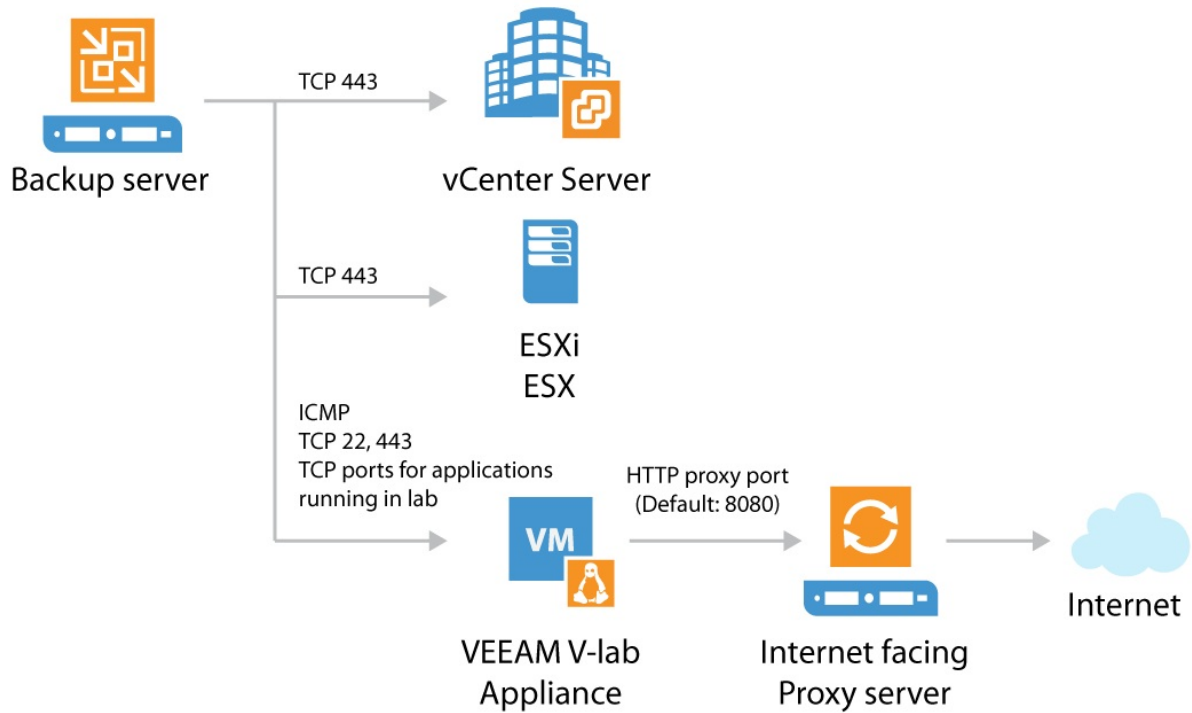 TCP 443
Backup server
vCenter Server
TCP 443
ESXi
ESX
ICMP
TCP 22, 443
TCP ports for applications
running in lab
HTTP proxy port
(Default: 8080)
VM
VEEAM V-lab
Appliance
Internet facing
Proxy server
Internet